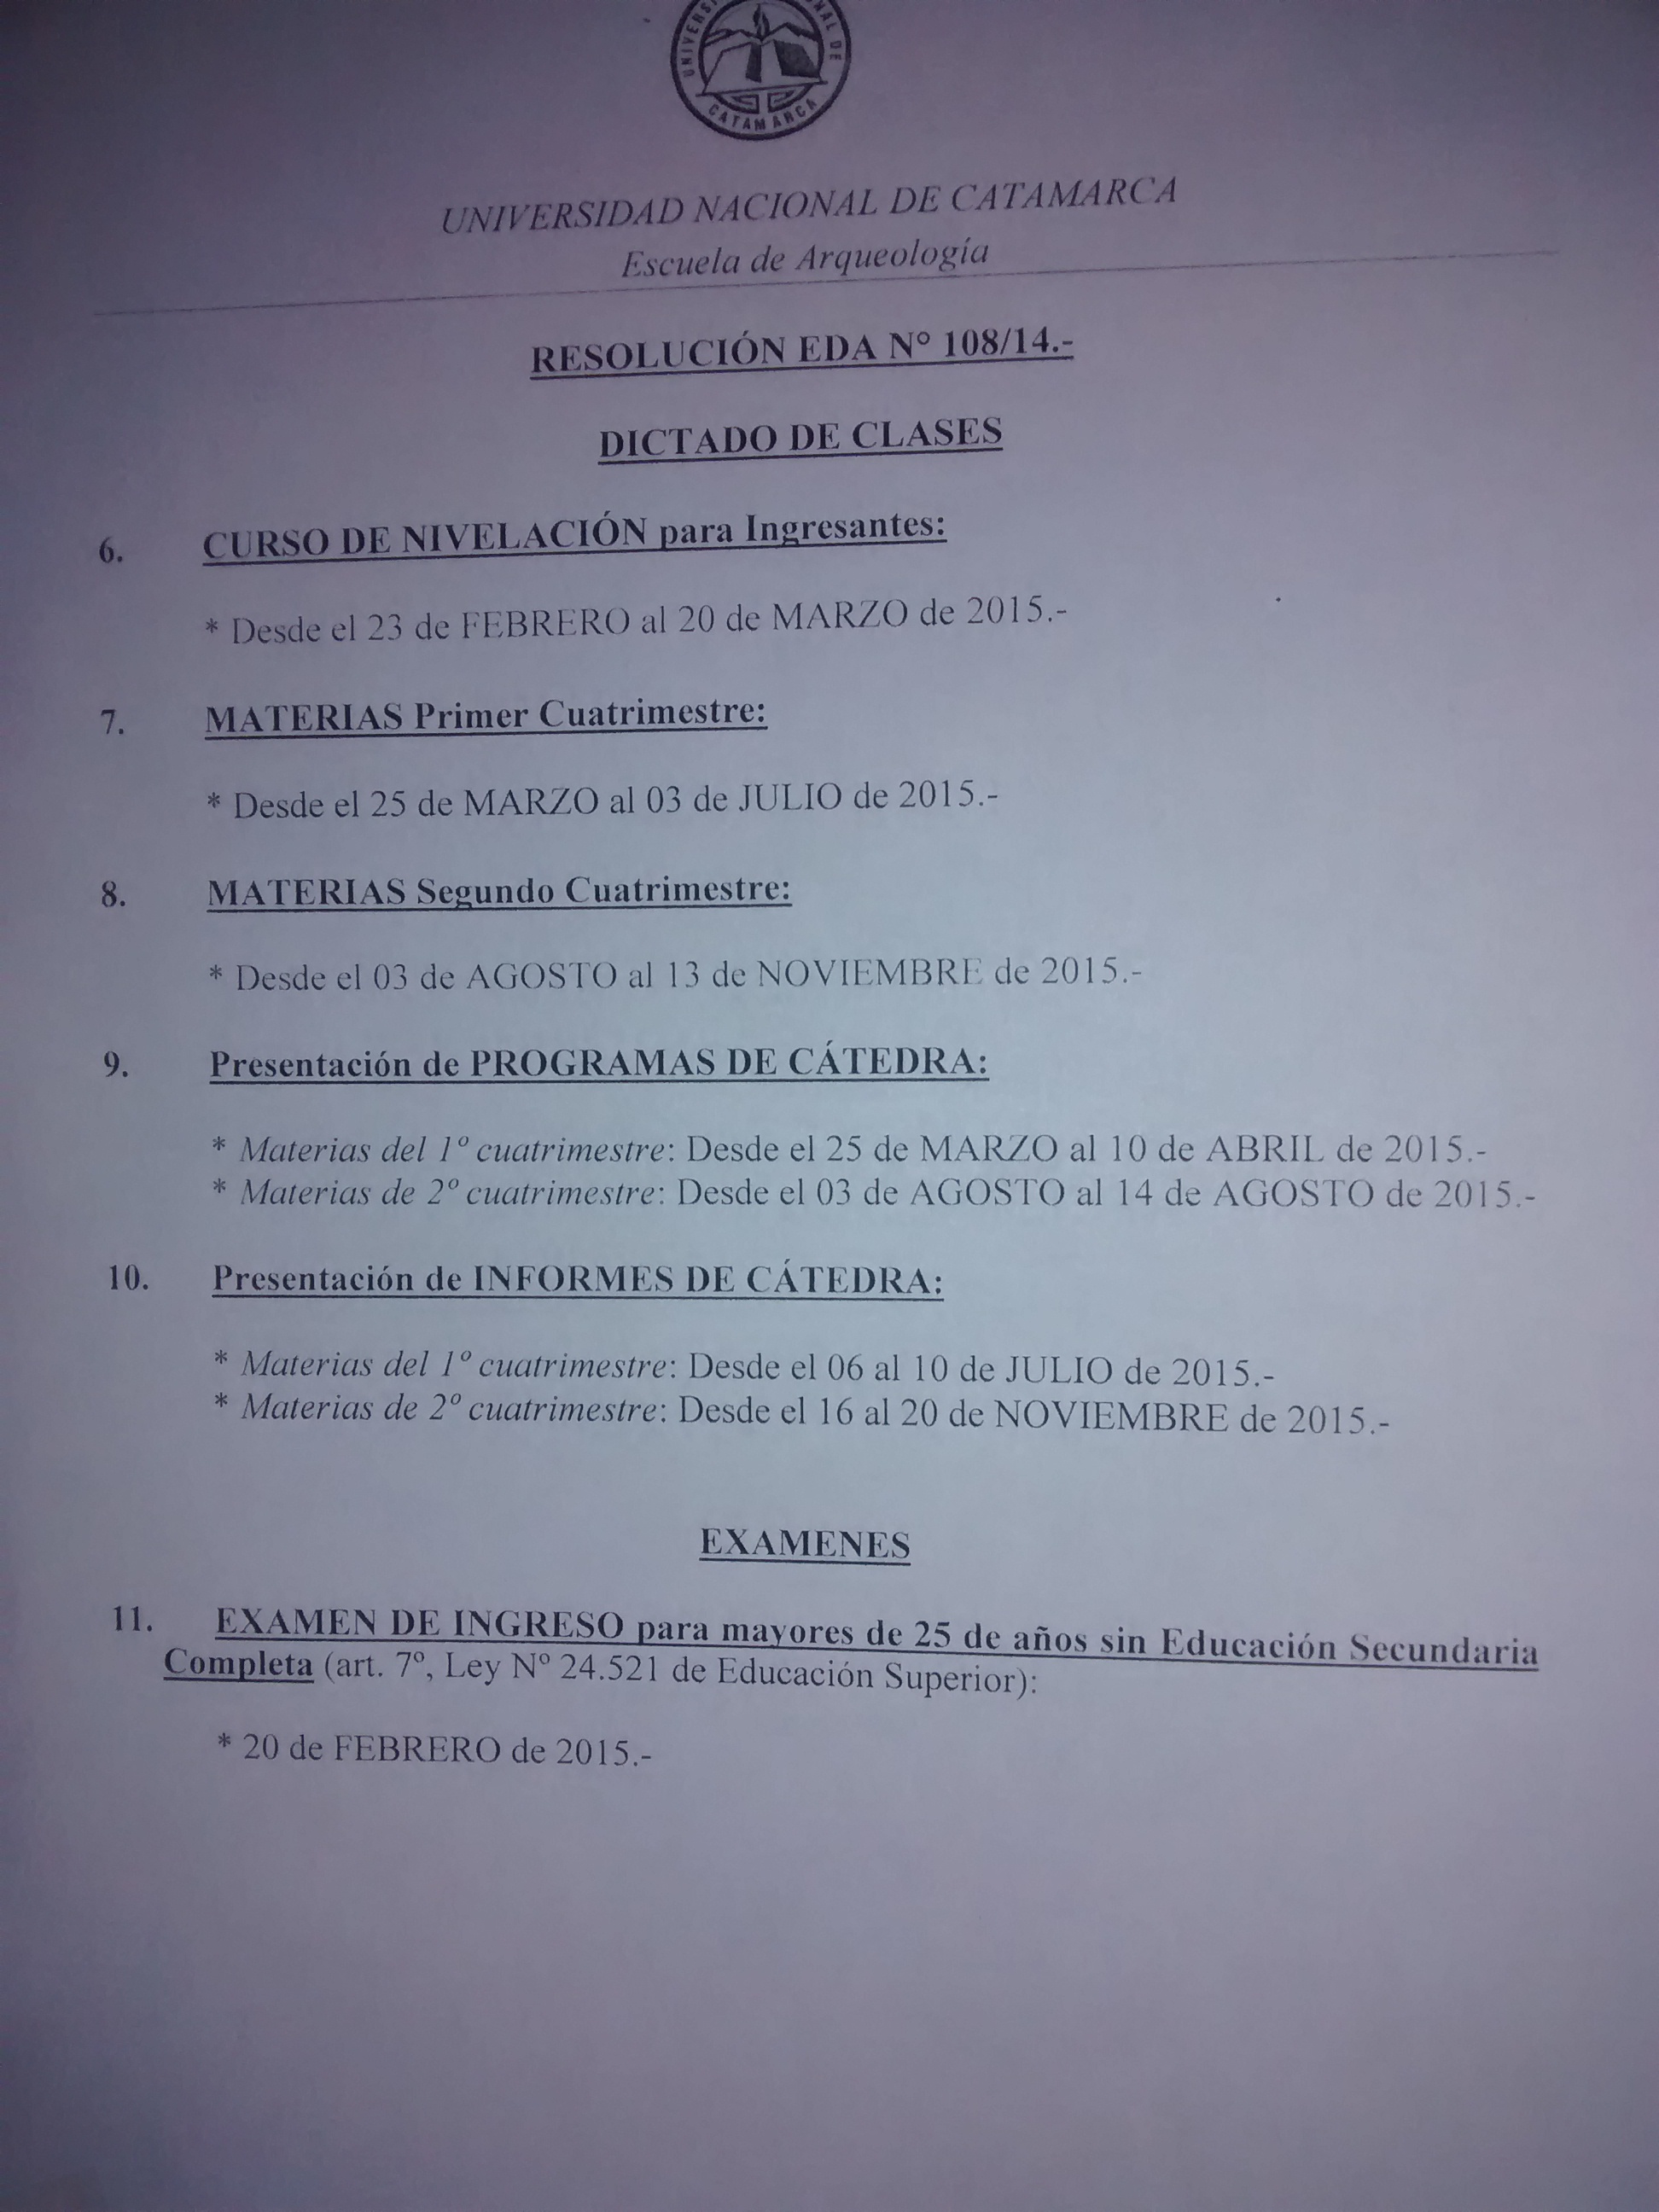 UNIVERSIDAD NACIONAL DE CATAMARCA
UNIVERSIDAD NACIONAL DE CATAMARCA
Escuela de Arqueología
RESOLUCIÓN EDA Nº 108/14.-
DICTADO DE CLASES
6. CURSO DE NIVELACIÓN para Ingresantes:
* Desde el 23 de FEBRERO al 20 de MARZO de 2015.-
7. MATERIAS Primer Cuatrimestre:
* Desde el 25 de MARZO al 03 de JULIO de 2015.-
8. MATERIAS Segundo Cuatrimestre:
* Desde el 03 de AGOSTO al 13 de NOVIEMBRE de 2015.-
9. Presentación de PROGRAMAS DE CÁTEDRA:
* Materias del 1º cuatrimestre: Desde el 25 de MARZO al 10 de ABRIL de 2015.-
* Materias de 2º cuatrimestre: Desde el 03 de AGOSTO al 14 de AGOSTO de 2015.-
10. Presentación de INFORMES DE CÁTEDRA:
* Materias del 1º cuatrimestre: Desde el 06 al 10 de JULIO de 2015.-
* Materias de 2º cuatrimestre: Desde el 16 al 20 de NOVIEMBRE de 2015.-
EXAMENES
11. EXAMEN DE INGRESO para mayores de 25 de años sin Educación Secundaria
Completa (art. 7º, Ley Nº 24.521 de Educación Superior):
* 20 de FEBRERO de 2015.-